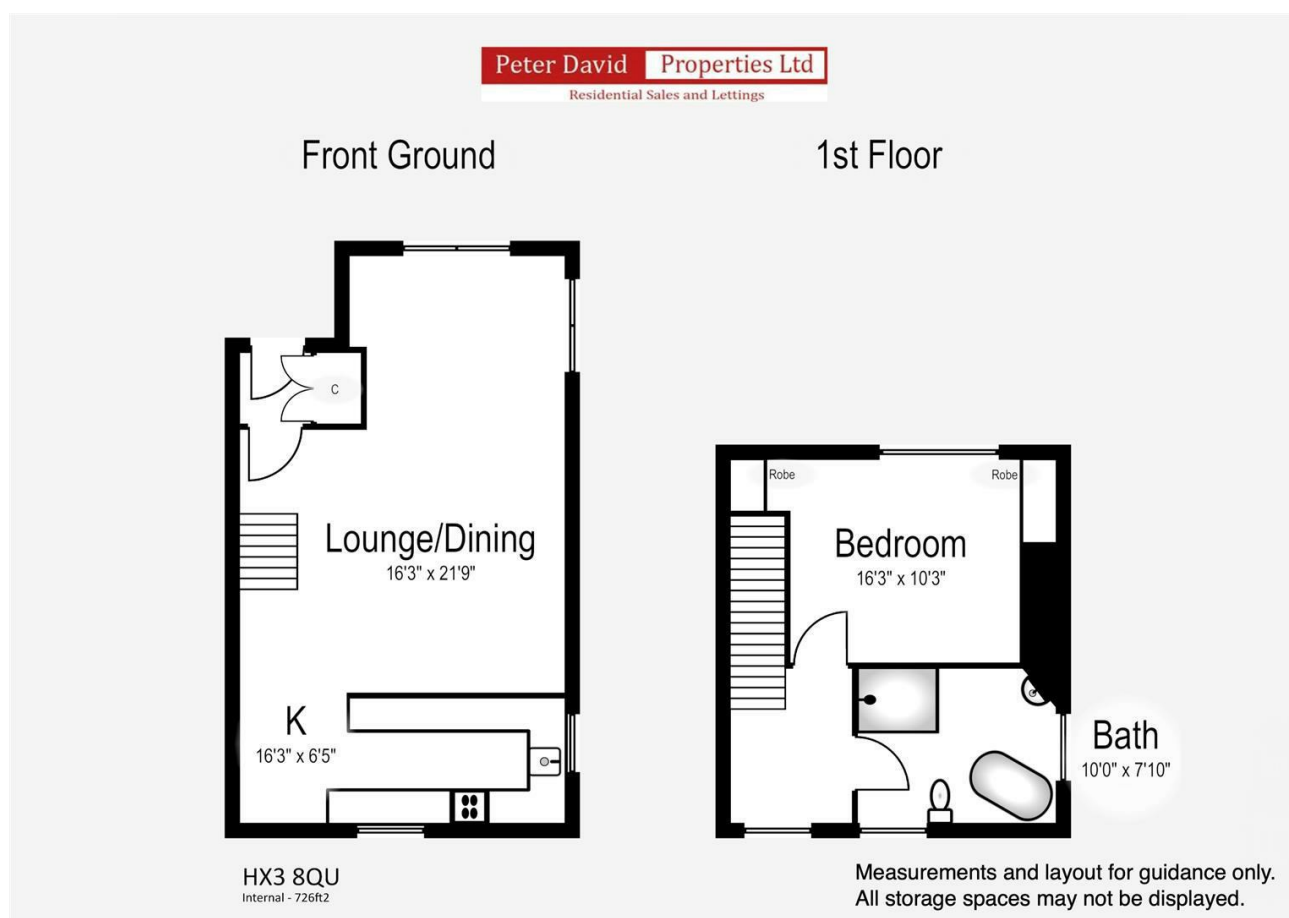 Peter David Properties Ltd
Residential Sales and Lettings
Front Ground
1st Floor
C
Lounge/Dining
16'3" x 21'9"
K
16'3" x 6'5"
Robe
Robe
Bedroom
16'3" x 10'3"
Bath
10'0" x 7'10"
HX3 8QU
Internal - 726ft2
Measurements and layout for guidance only.
All storage spaces may not be displayed.